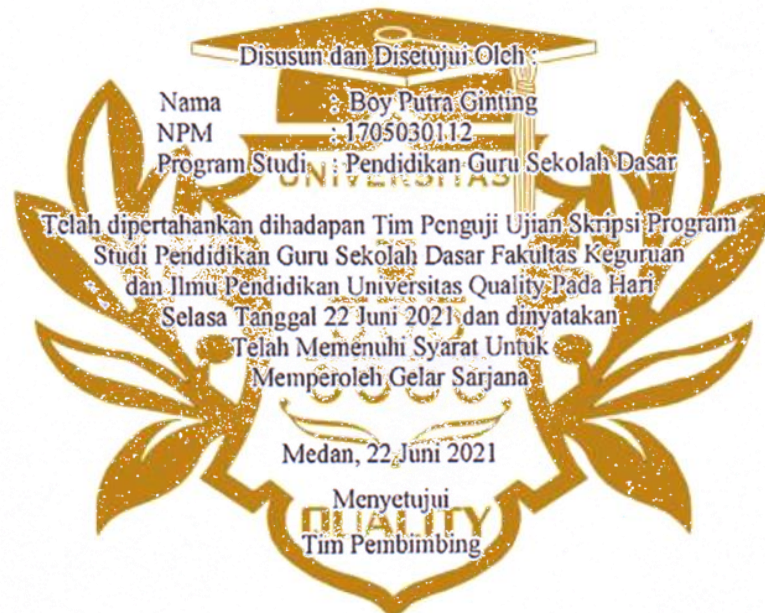 Disusun dan Disetujui Oleh :
Nama : Boy Putra Ginting
NPM : 1705030112
Program Studi : Pendidikan Guru Sekolah Dasar
UNIVERSITAS
Telah dipertahankan dihadapan Tim Penguji Ujian Skripsi Program
Studi Pendidikan Guru Sekolah Dasar Fakultas Keguruan
dan Ilmu Pendidikan Universitas Quality Pada Hari
Selasa Tanggal 22 Juni 2021 dan dinyatakan
Telah Memenuhi Syarat Untuk
Memperoleh Gelar Sarjana
Medan, 22 Juni 2021
Menyetujui
QUALITY
Tim Pembimbing